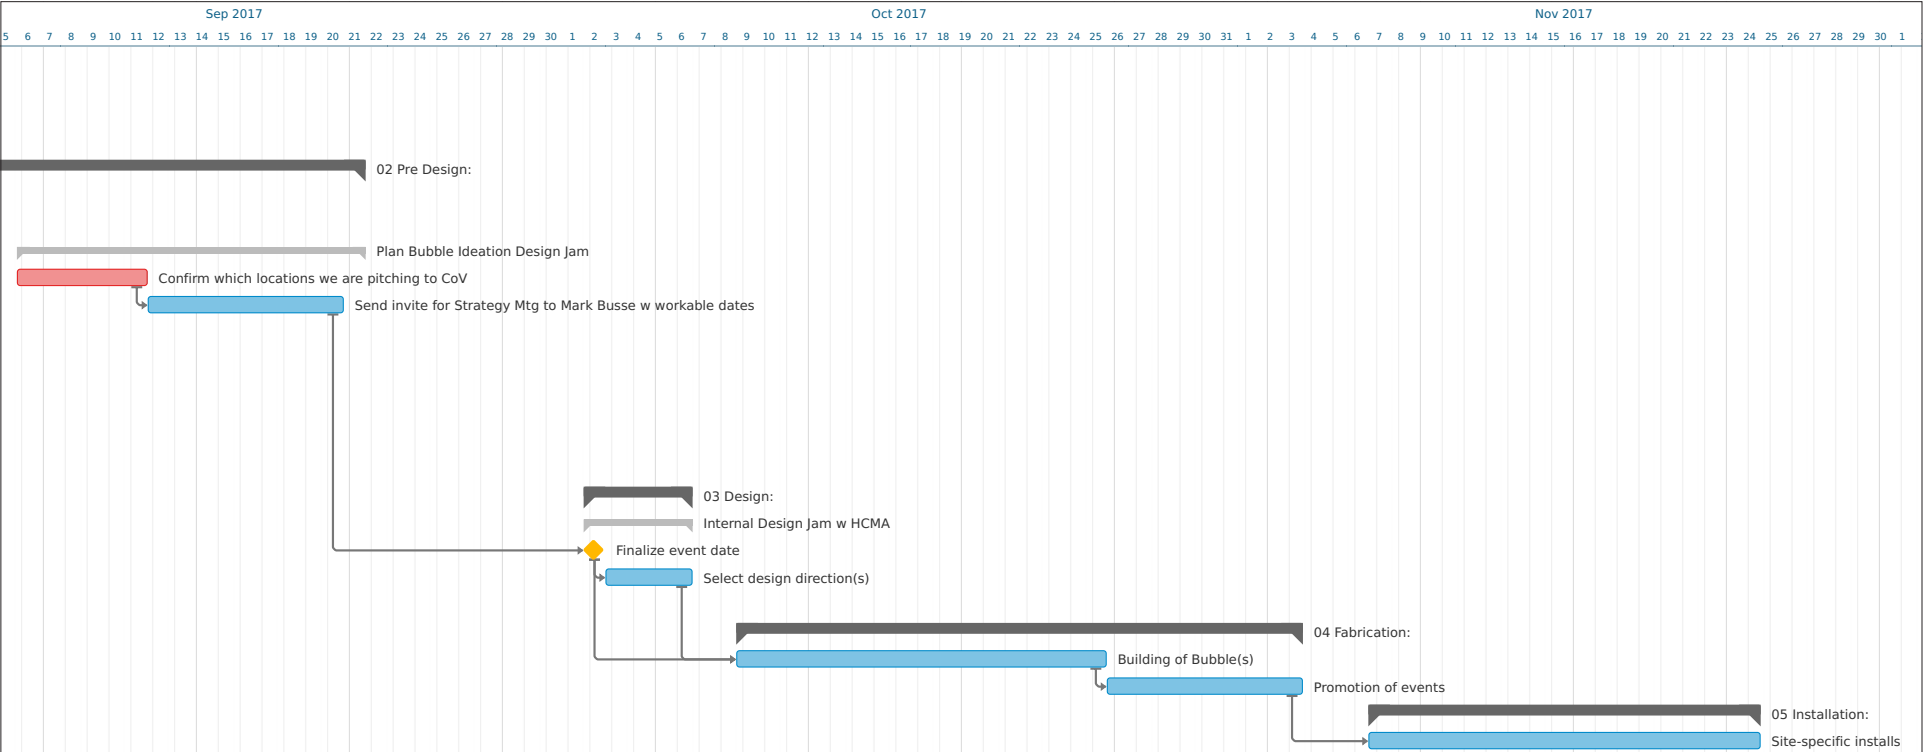 Sep 2017 Oct 2017 Nov 2017
5 6 7 8 9 10 11 12 13 14 15 16 17 18 19 20 21 22 23 24 25 26 27 28 29 30 1 2 3 4 5 6 7 8 9 10 11 12 13 14 15 16 17 18 19 20 21 22 23 24 25 26 27 28 29 30 31 1 2 3 4 5 6 7 8 9 10 11 12 13 14 15 16 17 18 19 20 21 22 23 24 25 26 27 28 29 30 1
02 Pre Design:
Plan Bubble Ideation Design Jam
Confirm which locations we are pitching to CoV
Send invite for Strategy Mtg to Mark Busse w workable dates
03 Design:
Internal Design Jam w HCMA
Finalize event date
Select design direction(s)
04 Fabrication:
Building of Bubble(s)
Promotion of events
05 Installation:
Site-specific installs